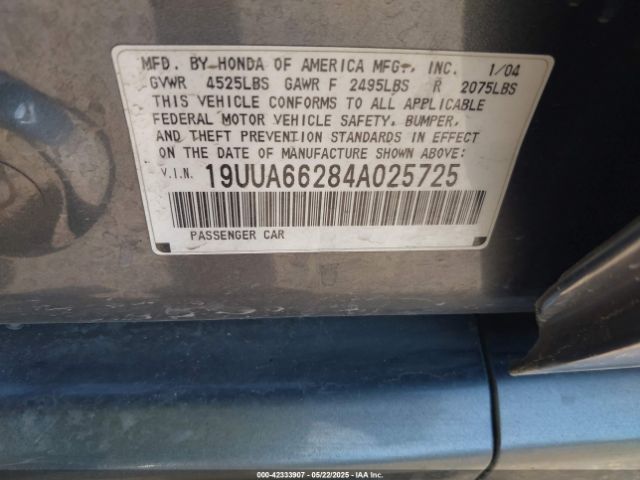 MFD. BY HONDA OF AMERICA MFG., INC. 1/04
GVWR 4525LBS GAWR F 2495LBS R 2075LBS
THIS VEHICLE CONFORMS TO ALL APPLICABLE
FEDERAL MOTOR VEHICLE SAFETY, BUMPER,
AND THEFT PREVENTION STANDARDS IN EFFECT
ON THE DATE OF MANUFACTURE SHOWN ABOVE:
V.I.N. 19UUA66284A025725
PASSENGER CAR
000-42333907 - 05/22/2025 - IAAI.COM